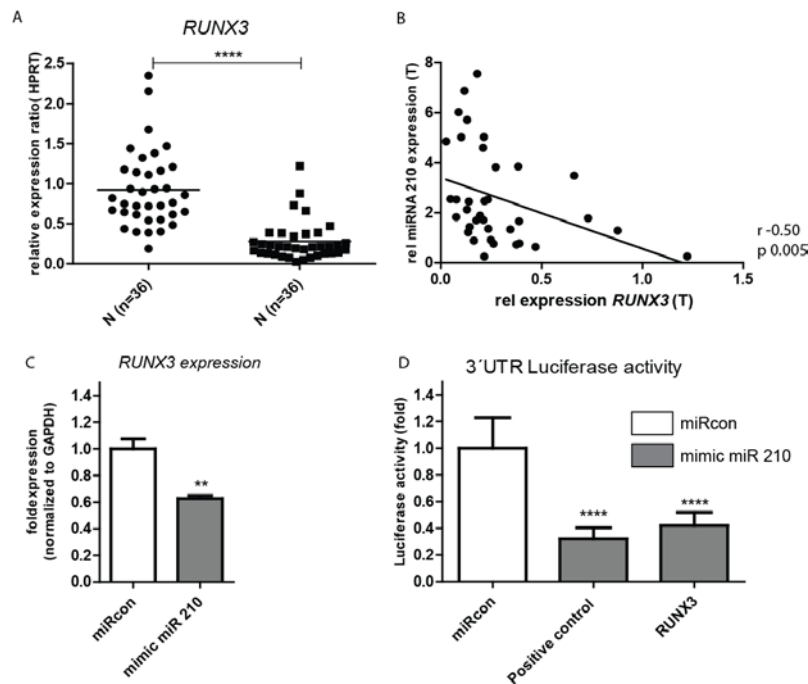 A
RUNX3
****
relative expression ratio( HPRT)
2.5
2.0
1.5
1.0
0.5
0.0
N (n=36)
N (n=36)
B
rel miRNA 210 expression (T)
8
6
4
2
0
0.0
0.5
1.0
1.5
rel expression RUNX3 (T)
r -0.50
p 0.005
C
RUNX3 expression
foldexpression
(normalized to GAPDH)
1.4
1.2
1.0
0.8
0.6
0.4
0.2
0.0
**
miRcon
mimic miR 210
D
3´UTR Luciferase activity
Luciferase activity (fold)
1.4
1.2
1.0
0.8
0.6
0.4
0.2
0.0
****
****
miRcon
Positive control
RUNX3
miRcon
mimic miR 210